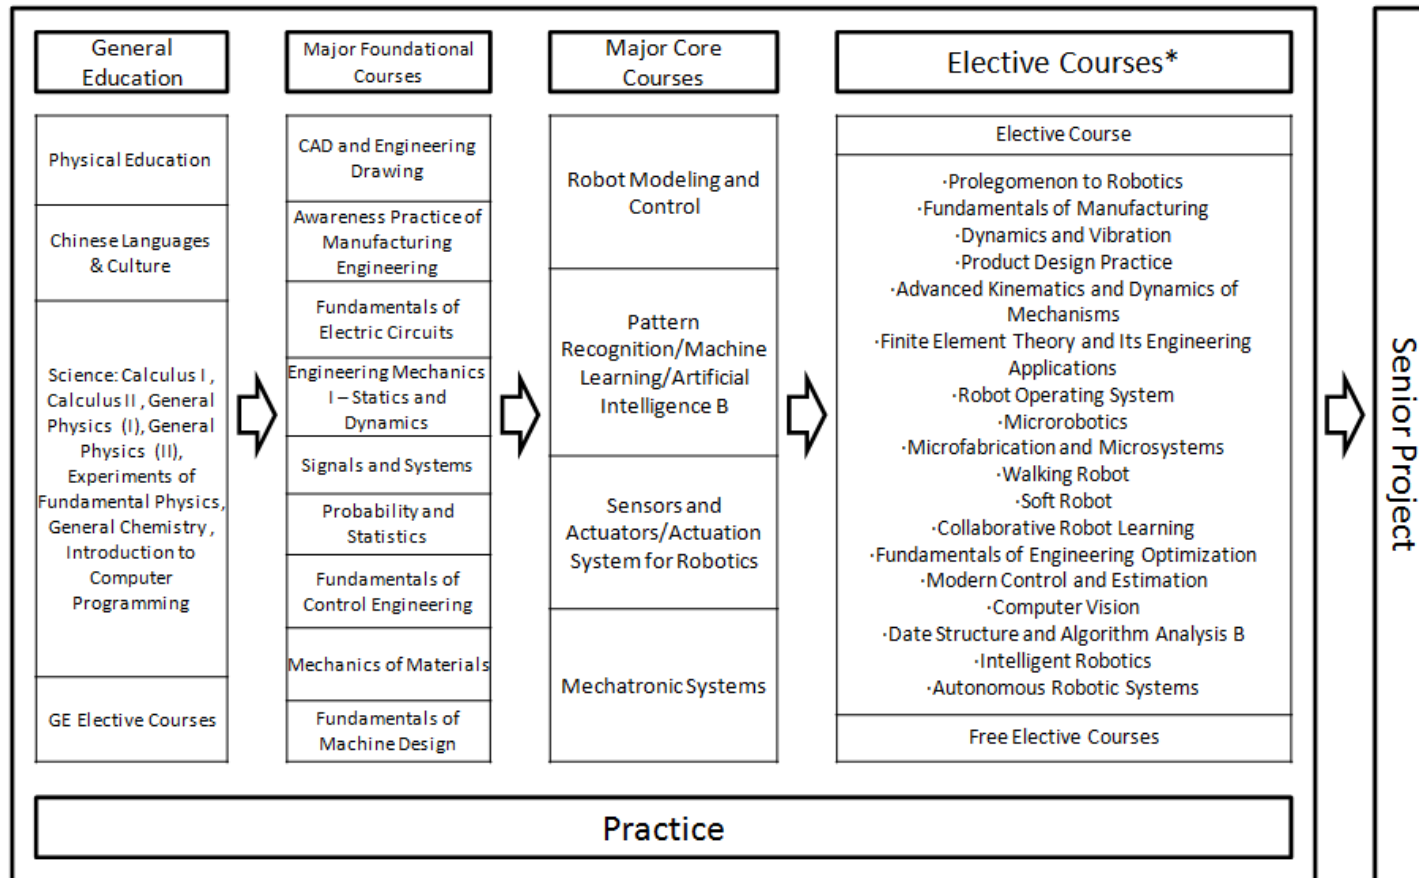 General
Education
Major Foundational
Courses
Major Core
Courses
Elective Courses*
Physical Education
Chinese Languages
& Culture
Science: Calculus I ,
Calculus II , General
Physics (I), General
Physics (II),
Experiments of
Fundamental Physics,
General Chemistry ,
Introduction to
Computer
Programming
GE Elective Courses
CAD and Engineering
Drawing
Awareness Practice of
Manufacturing
Engineering
Fundamentals of
Electric Circuits
Engineering Mechanics
I – Statics and
Dynamics
Signals and Systems
Probability and
Statistics
Fundamentals of
Control Engineering
Mechanics of Materials
Fundamentals of
Machine Design
Robot Modeling and
Control
Pattern
Recognition/Machine
Learning/Artificial
Intelligence B
Sensors and
Actuators/Actuation
System for Robotics
Mechatronic Systems
Elective Course
·Prolegomenon to Robotics
·Fundamentals of Manufacturing
·Dynamics and Vibration
·Product Design Practice
·Advanced Kinematics and Dynamics of
Mechanisms
·Finite Element Theory and Its Engineering
Applications
·Robot Operating System
·Microrobotics
·Microfabrication and Microsystems
·Walking Robot
·Soft Robot
·Collaborative Robot Learning
·Fundamentals of Engineering Optimization
·Modern Control and Estimation
·Computer Vision
·Date Structure and Algorithm Analysis B
·Intelligent Robotics
·Autonomous Robotic Systems
Free Elective Courses
Practice
Senior Project